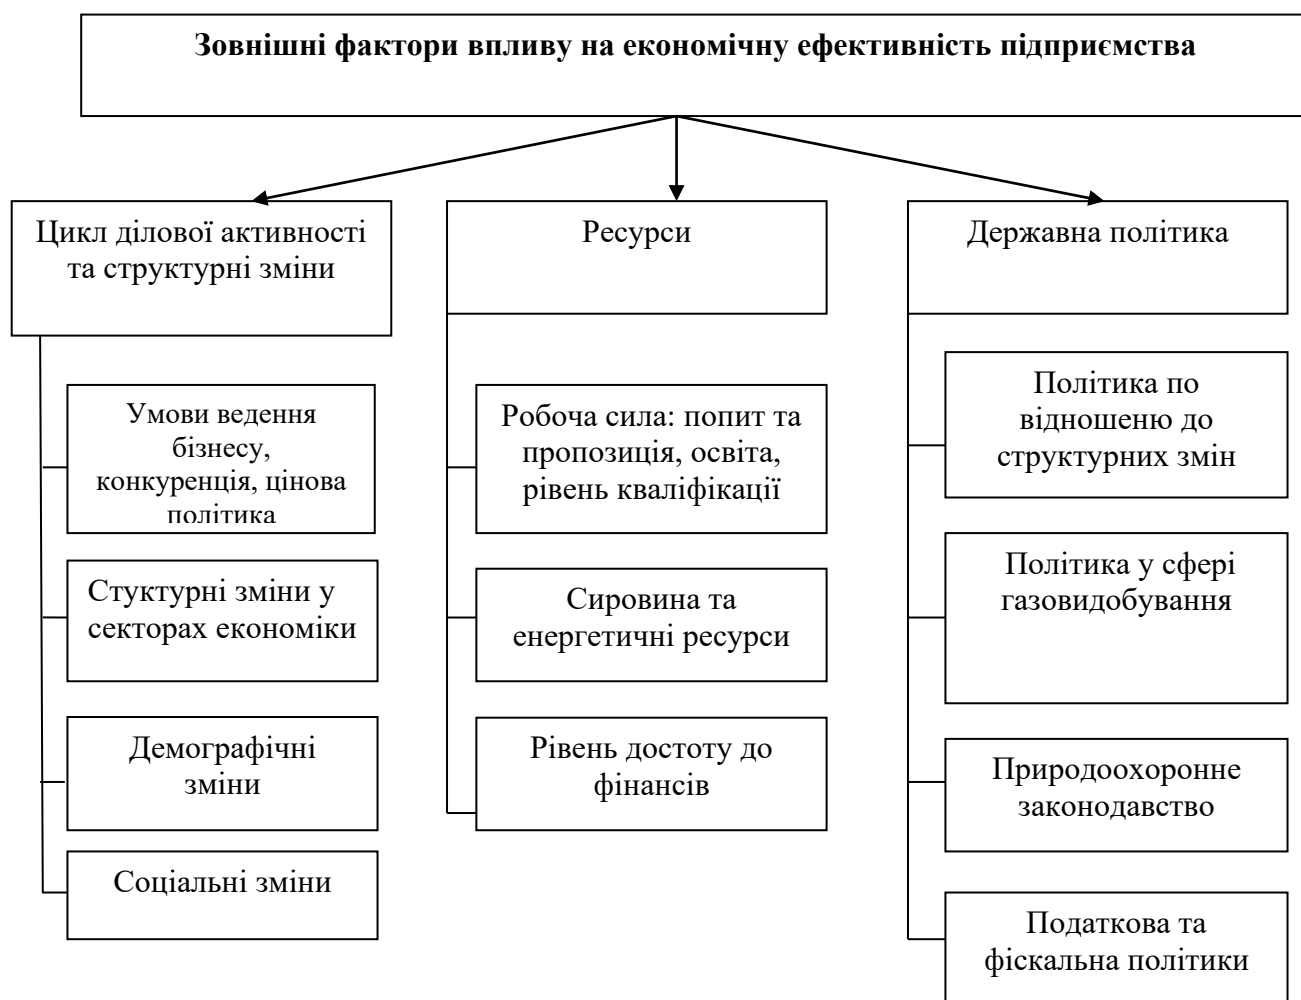 Зовнішні фактори впливу на економічну ефективність підприємства
Цикл ділової активності
та структурні зміни
Умови ведення
бізнесу,
конкуренція, цінова
політика
Стуктурні зміни у
секторах економіки
Демографічні
зміни
Соціальні зміни
Ресурси
Робоча сила: попит та
пропозиція, освіта,
рівень кваліфікації
Сировина та
енергетичні ресурси
Рівень достоту до
фінансів
Державна політика
Політика по
відношеню до
структурних змін
Політика у сфері
газовидобування
Природоохоронне
законодавство
Податкова та
фіскальна політики